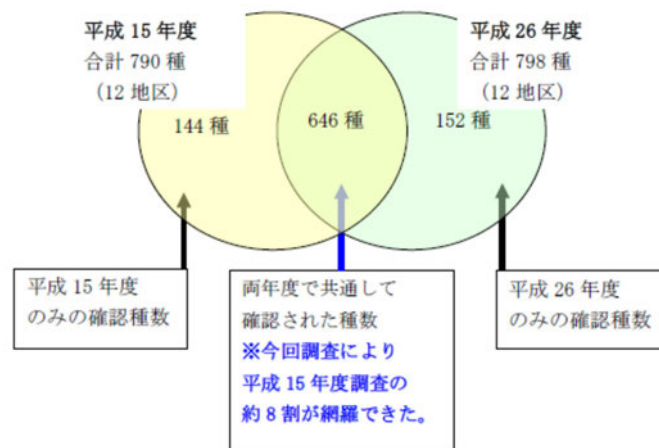 平成 15 年度
合計 790 種
（12 地区）
平成 26 年度
合計 798 種
（12 地区）
144 種
646 種
152 種
平成 15 年度
のみの確認種数
両年度で共通して
確認された種数
※今回調査により
平成 15 年度調査の
約 8 割が網羅できた。
平成 26 年度
のみの確認種数